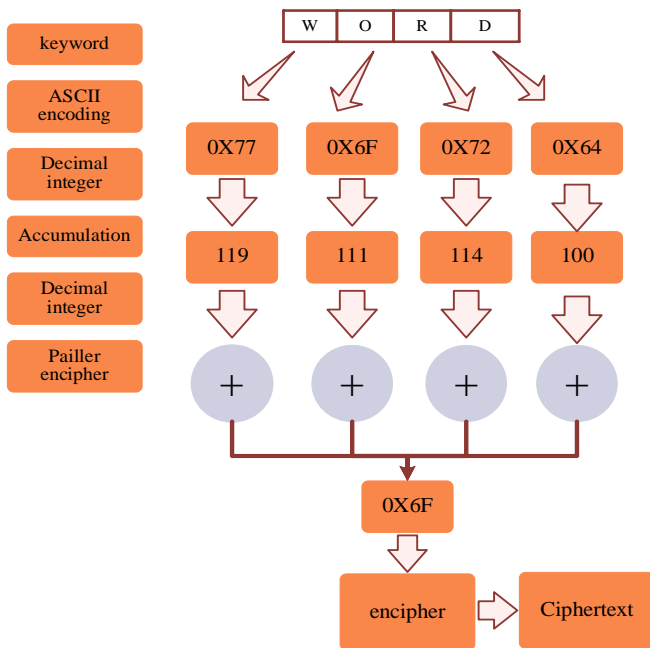 W O R D
keyword
ASCII
encoding
Decimal
integer
Accumulation
Decimal
integer
Pailler
encipher
0X77 0X6F 0X72 0X64
119 111 114 100
+ + + +
0X6F
encipher
Ciphertext